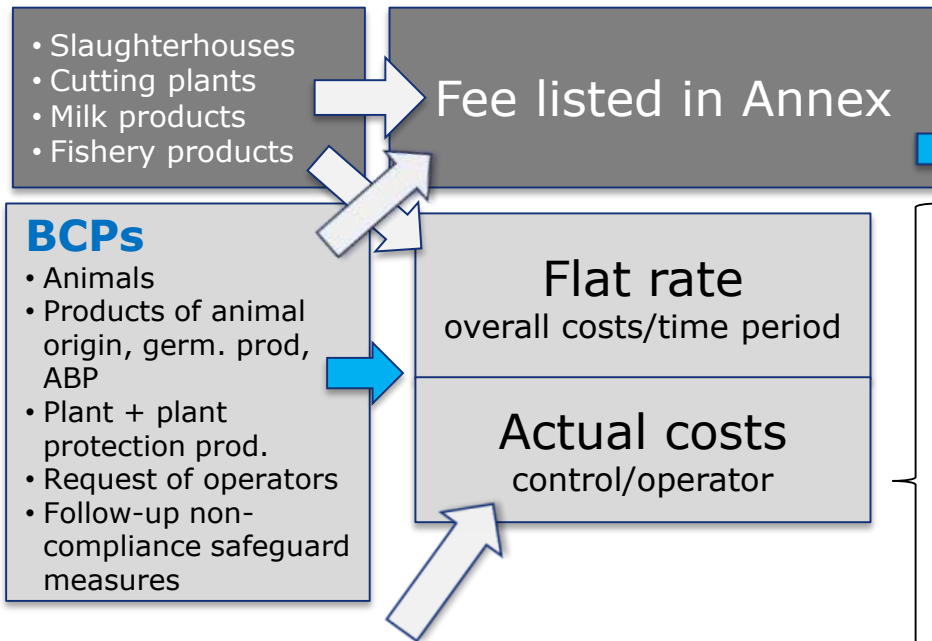 • Slaughterhouses
• Cutting plants
• Milk products
• Fishery products
Fee listed in Annex
BCPs
• Animals
• Products of animal
origin, germ. prod,
ABP
• Plant + plant
protection prod.
• Request of operators
• Follow-up non-
compliance safeguard
measures
Flat rate
overall costs/time period
Actual costs
control/operator